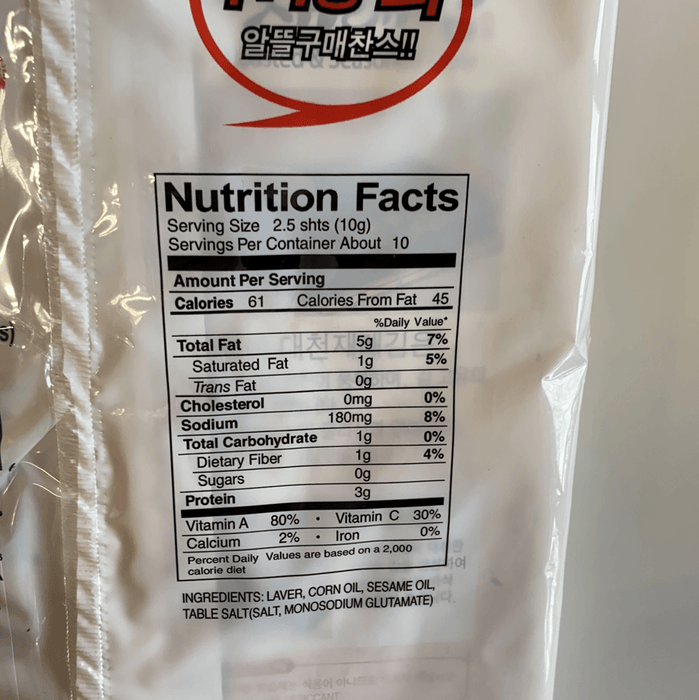 알뜰구매찬스!!
Nutrition Facts
Serving Size 2.5 shts (10g)
Servings Per Container About 10
Amount Per Serving
Calories 61 Calories From Fat 45
%Daily Value*
Total Fat 5g 7%
Saturated Fat 1g 5%
Trans Fat 0g
Cholesterol 0mg 0%
Sodium 180mg 8%
Total Carbohydrate 1g 0%
Dietary Fiber 1g 4%
Sugars 0g
Protein 3g
Vitamin A 80% • Vitamin C 30%
Calcium 2% • Iron 0%
Percent Daily Values are based on a 2,000
calorie diet
INGREDIENTS: LAVER, CORN OIL, SESAME OIL,
TABLE SALT(SALT, MONOSODIUM GLUTAMATE)